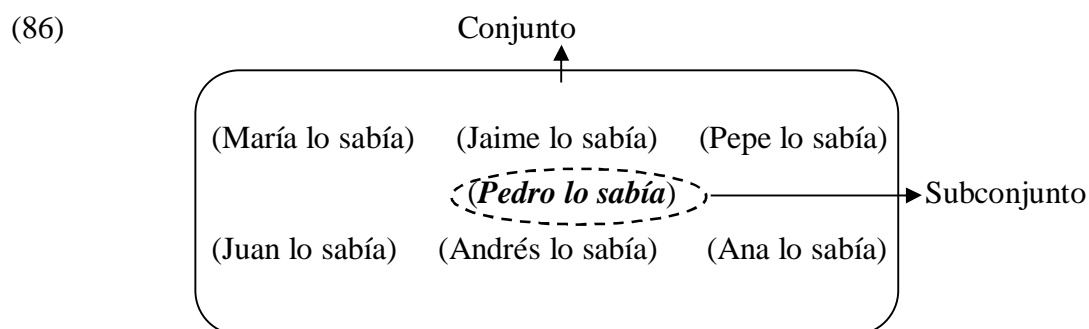 (86) Conjunto
(María lo sabía) (Jaime lo sabía) (Pepe lo sabía)
(Pedro lo sabía) Subconjunto
(Juan lo sabía) (Andrés lo sabía) (Ana lo sabía)